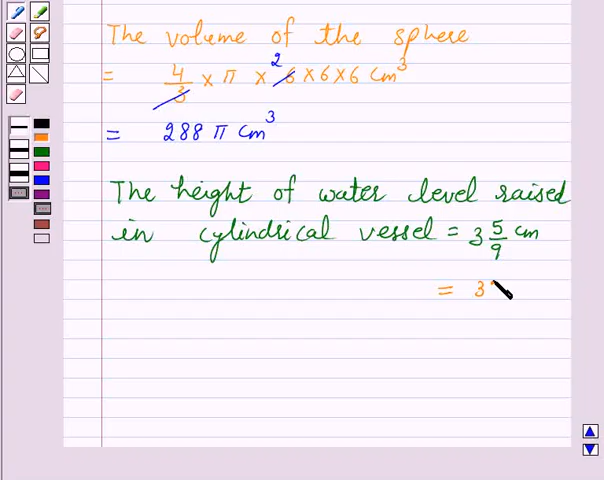 The volume of the sphere
= 4/3 × π × 6 × 6 × 6 cm³
2
= 288 π cm³
The height of water level raised
in cylindrical vessel = 3 5/9 cm
= 3